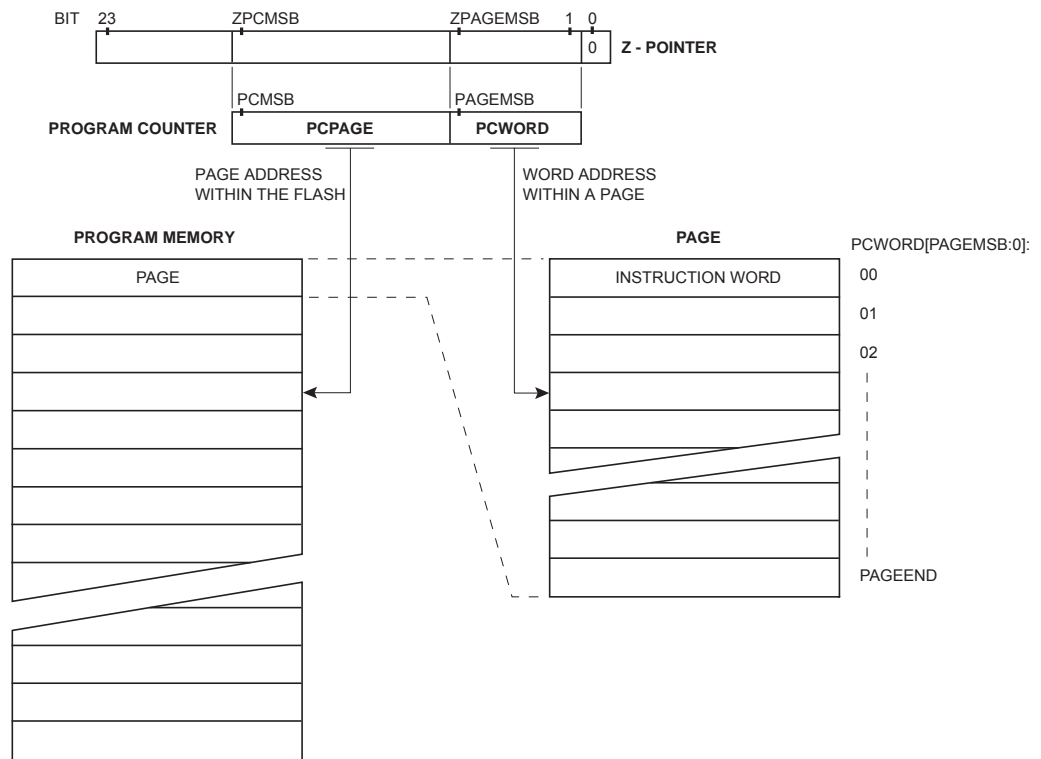 BIT 23 ZPCMSB ZPAGEMSB 1 0
0 Z - POINTER
PCMSB PAGEMSB
PROGRAM COUNTER PCPAGE PCWORD
PAGE ADDRESS
WITHIN THE FLASH
WORD ADDRESS
WITHIN A PAGE
PROGRAM MEMORY
PAGE
PAGE
INSTRUCTION WORD
PCWORD[PAGEMSB:0]:
00
01
02
PAGEEND